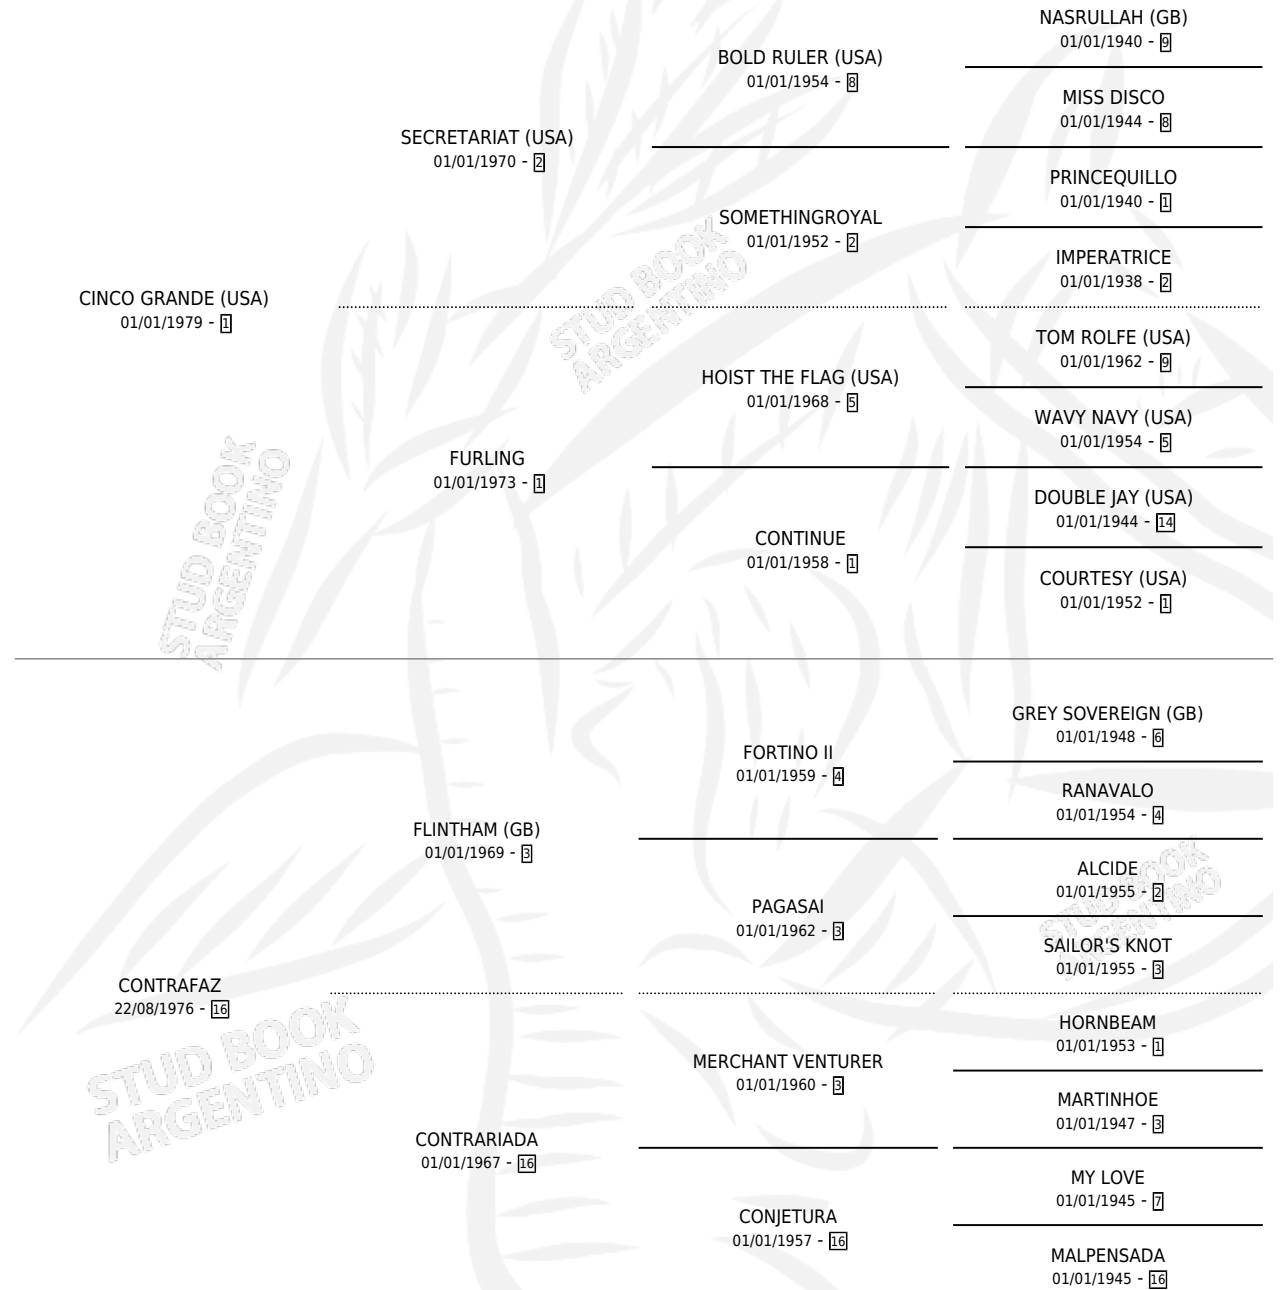 NASRULLAH (GB)
01/01/1940 - 9
BOLD RULER (USA)
01/01/1954 - 8
MISS DISCO
01/01/1944 - 8
SECRETARIAT (USA)
01/01/1970 - 2
PRINCEQUILLO
01/01/1940 - 1
SOMETHINGROYAL
01/01/1952 - 2
IMPERATRICE
01/01/1938 - 2
CINCO GRANDE (USA)
01/01/1979 - 1
TOM ROLFE (USA)
01/01/1962 - 9
HOIST THE FLAG (USA)
01/01/1968 - 5
WAVY NAVY (USA)
01/01/1954 - 5
FURLING
01/01/1973 - 1
DOUBLE JAY (USA)
01/01/1944 - 14
CONTINUE
01/01/1958 - 1
COURTESY (USA)
01/01/1952 - 1
GREY SOVEREIGN (GB)
01/01/1948 - 6
FORTINO II
01/01/1959 - 4
RANAVALO
01/01/1954 - 4
FLINTHAM (GB)
01/01/1969 - 3
ALCIDE
01/01/1955 - 2
PAGASAI
01/01/1962 - 3
SAILOR'S KNOT
01/01/1955 - 3
CONTRAFAZ
22/08/1976 - 16
HORNBEAM
01/01/1953 - 1
MERCHANT VENTURER
01/01/1960 - 3
MARTINHOE
01/01/1947 - 3
CONTRARIADA
01/01/1967 - 16
MY LOVE
01/01/1945 - 7
CONJETURA
01/01/1957 - 16
MALPENSADA
01/01/1945 - 16
STUD BOOK
ARGENTINO
STUD BOOK
ARGENTINO
STUD BOOK
ARGENTINO
STUD BOOK
ARGENTINO